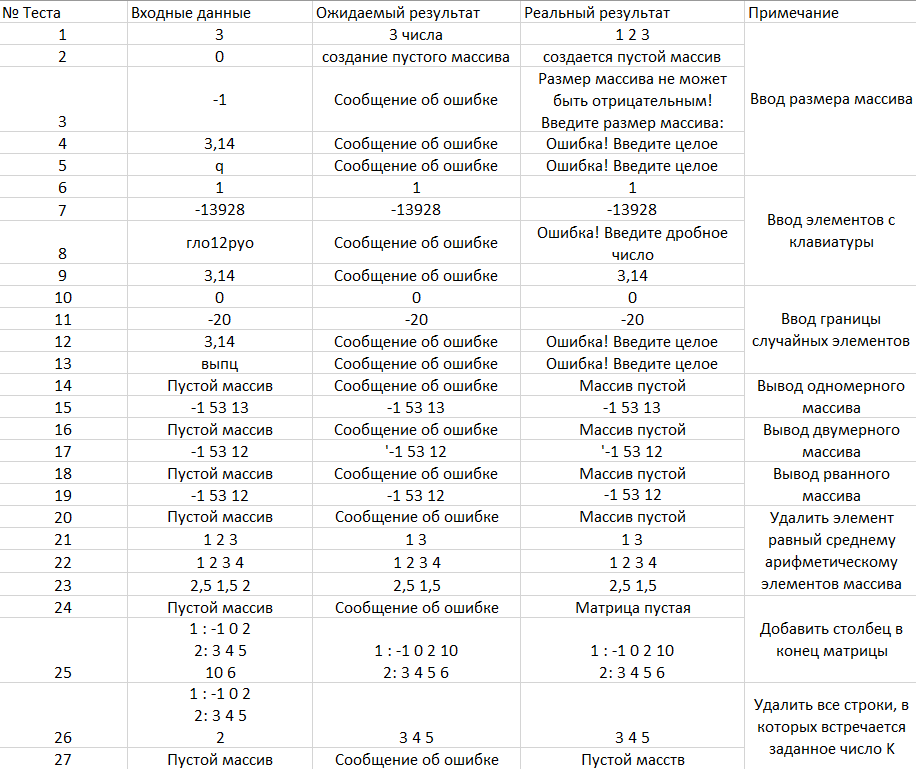 № Теста Входные данные Ожидаемый результат Реальный результат Примечание
1 3 3 числа 1 2 3
2 0 создание пустого массива создается пустой массив
Размер массива не может
быть отрицательным!
3 -1 Сообщение об ошибке Введите размер массива: Ввод размера массива
4 3,14 Сообщение об ошибке Ошибка! Введите целое
5 q Сообщение об ошибке Ошибка! Введите целое
6 1 1 1
7 -13928 -13928 -13928
Ввод элементов с
клавиатуры
Ошибка! Введите дробное
8 гло12руо Сообщение об ошибке число
9 3,14 Сообщение об ошибке 3,14
10 0 0 0
11 -20 -20 -20 Ввод границы
12 3,14 Сообщение об ошибке Ошибка! Введите целое случайных элементов
13 выпц Сообщение об ошибке Ошибка! Введите целое
14 Пустой массив Сообщение об ошибке Массив пустой Вывод одномерного
15 -1 53 13 -1 53 13 -1 53 13 массива
16 Пустой массив Сообщение об ошибке Массив пустой Вывод двумерного
17 -1 53 12 '-1 53 12 '-1 53 12 массива
18 Пустой массив Сообщение об ошибке Массив пустой Вывод рванного
19 -1 53 12 -1 53 12 -1 53 12 массива
20 Пустой массив Сообщение об ошибке Массив пустой Удалить элемент
21 1 2 3 1 3 1 3 равный среднему
22 1 2 3 4 1 2 3 4 1 2 3 4 арифметическому
23 2,5 1,5 2 2,5 1,5 2,5 1,5 элементов массива
24 Пустой массив Сообщение об ошибке Матрица пустая
1 : -1 0 2 Добавить столбец в
2: 3 4 5 1 : -1 0 2 10 1 : -1 0 2 10 конец матрицы
25 10 6 2: 3 4 5 6 2: 3 4 5 6
1 : -1 0 2 Удалить все строки, в
2: 3 4 5 которых встречается
26 2 3 4 5 3 4 5 заданное число K
27 Пустой массив Сообщение об ошибке Пустой масств